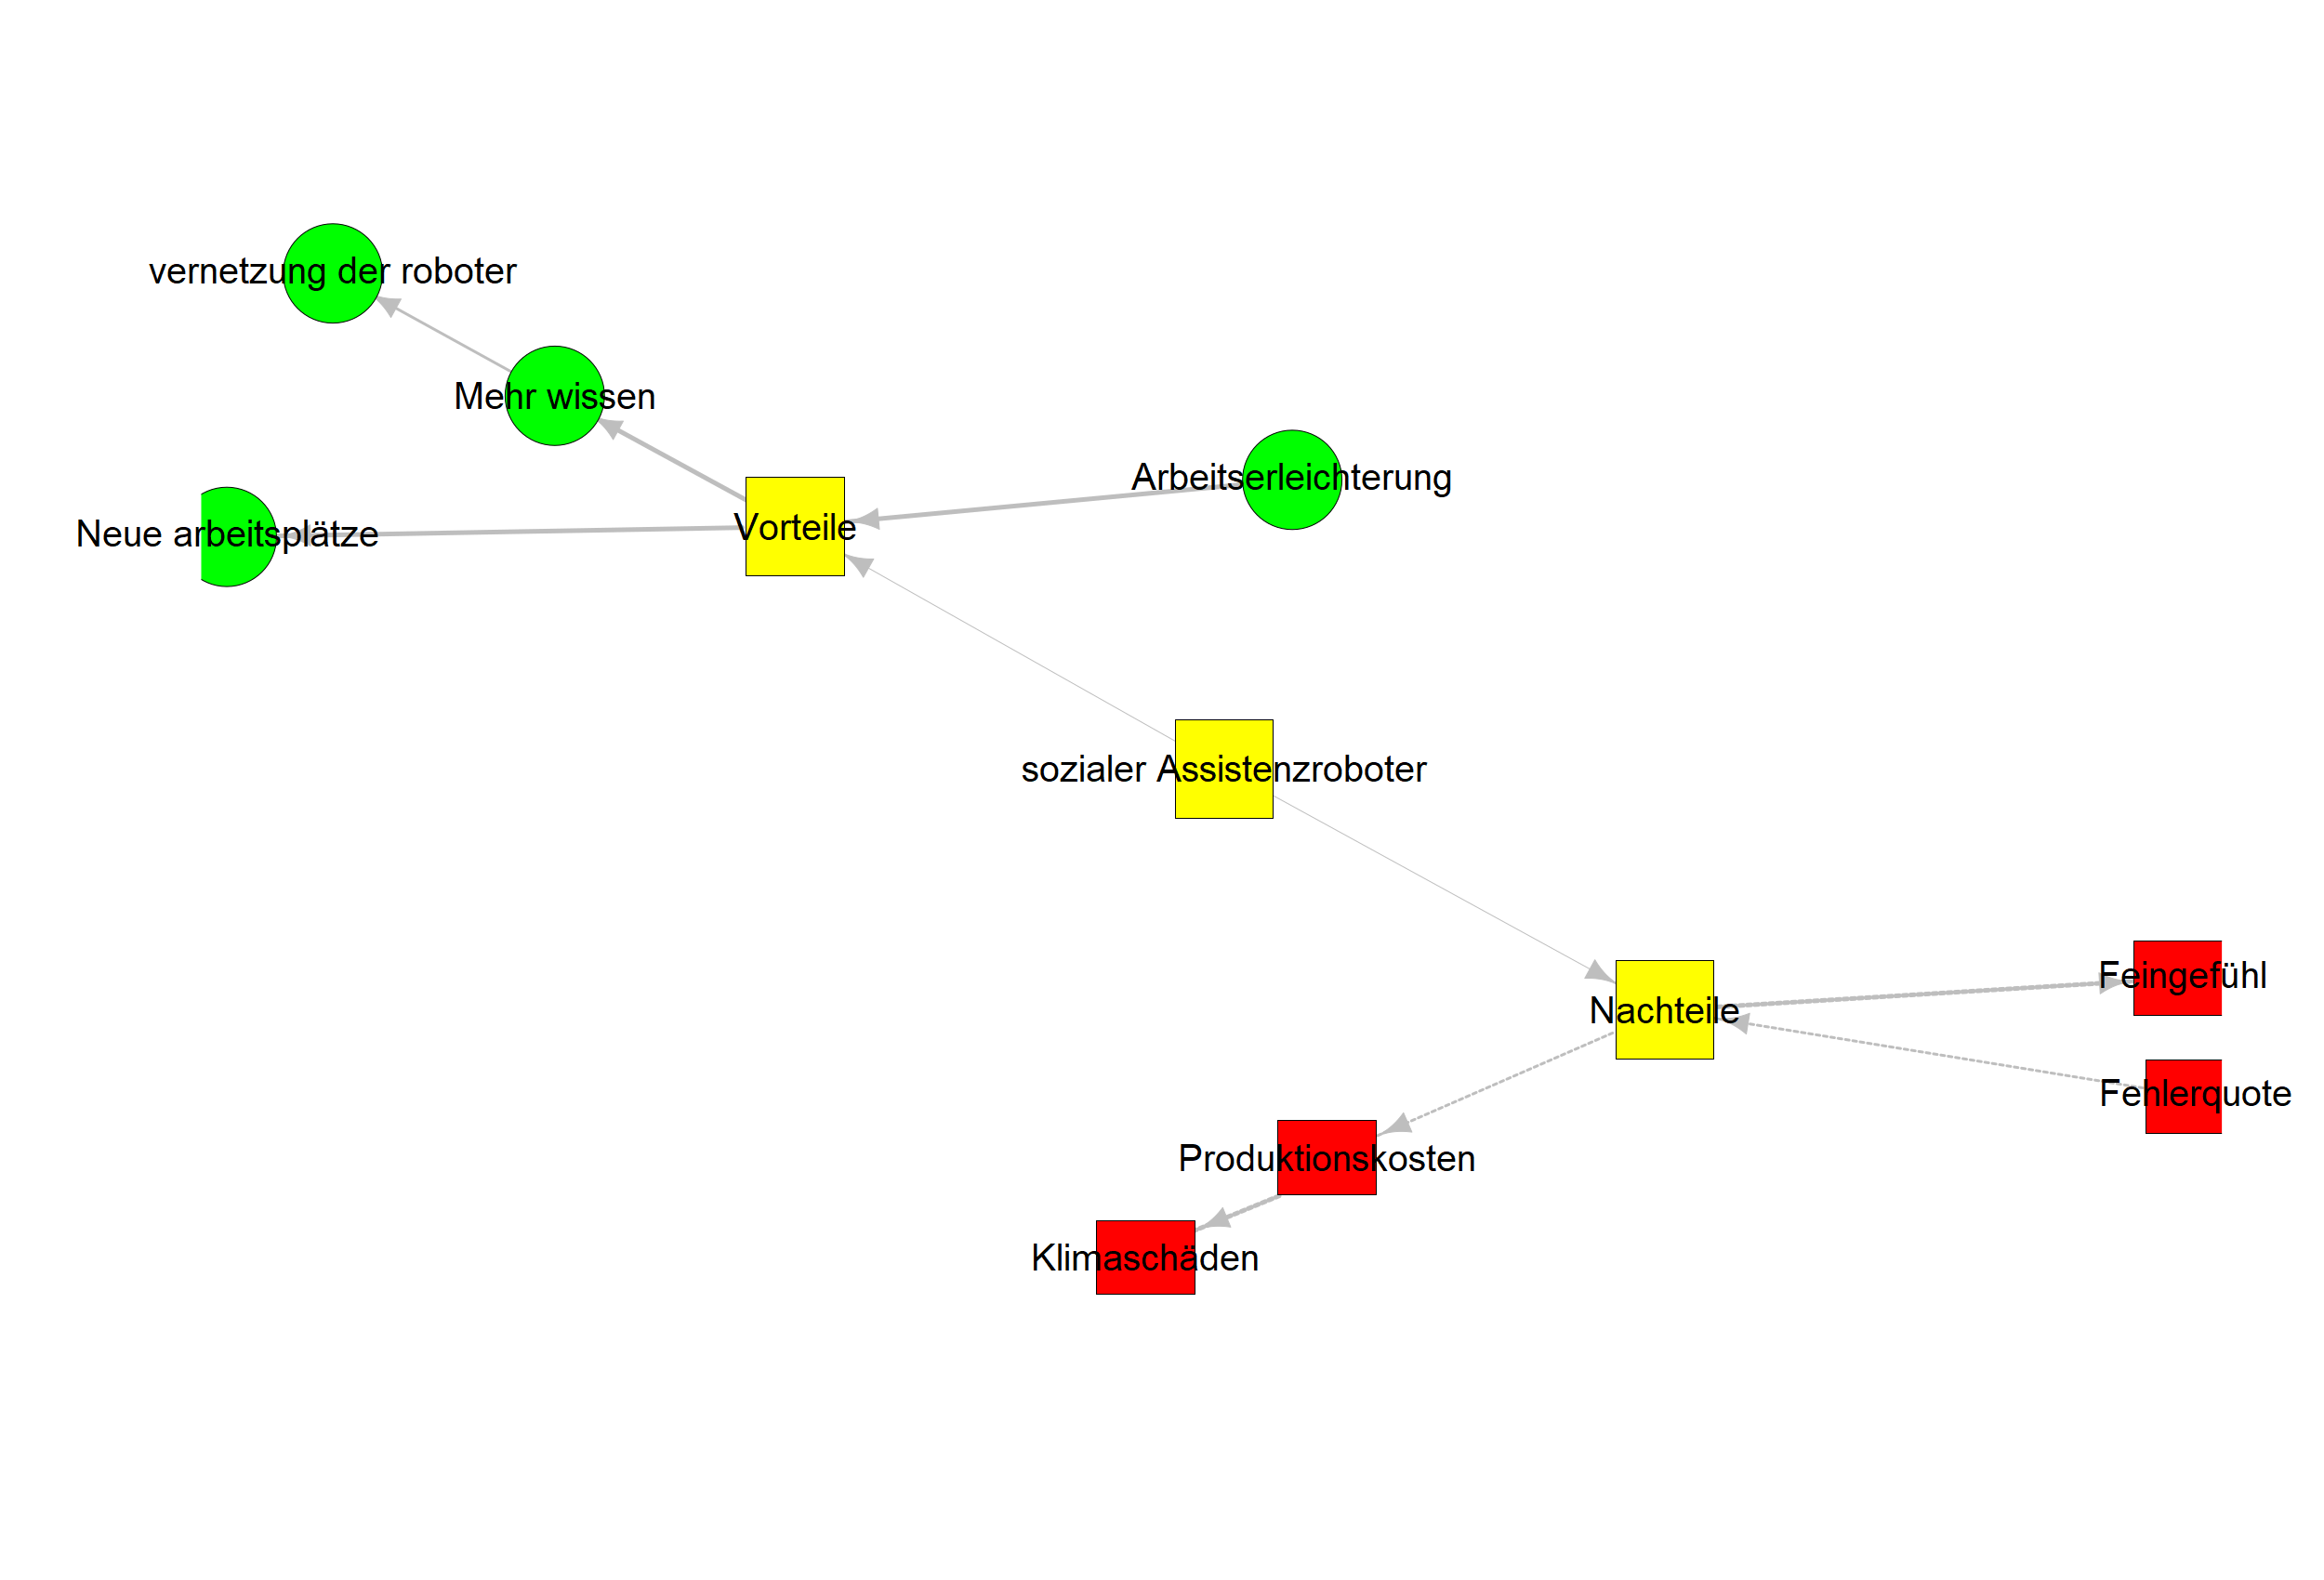 vernetzung der roboter
Mehr wissen
Arbeitserleichterung
Neue arbeitsplätze
Vorteile
sozialer Assistenzroboter
Feingefühl
Nachteile
Fehlerquote
Produktionskosten
Klimaschäden